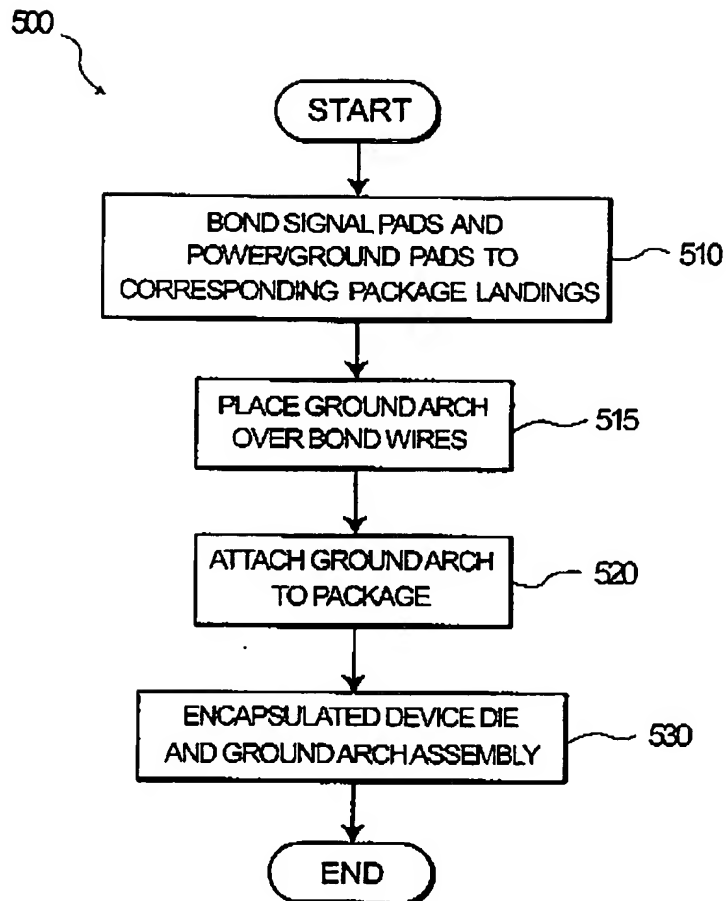 500
START
BOND SIGNAL PADS AND
POWER/GROUND PADS TO
CORRESPONDING PACKAGE LANDINGS
510
PLACE GROUND ARCH
OVER BOND WIRES
515
ATTACH GROUND ARCH
TO PACKAGE
520
ENCAPSULATED DEVICE DIE
AND GROUND ARCH ASSEMBLY
530
END